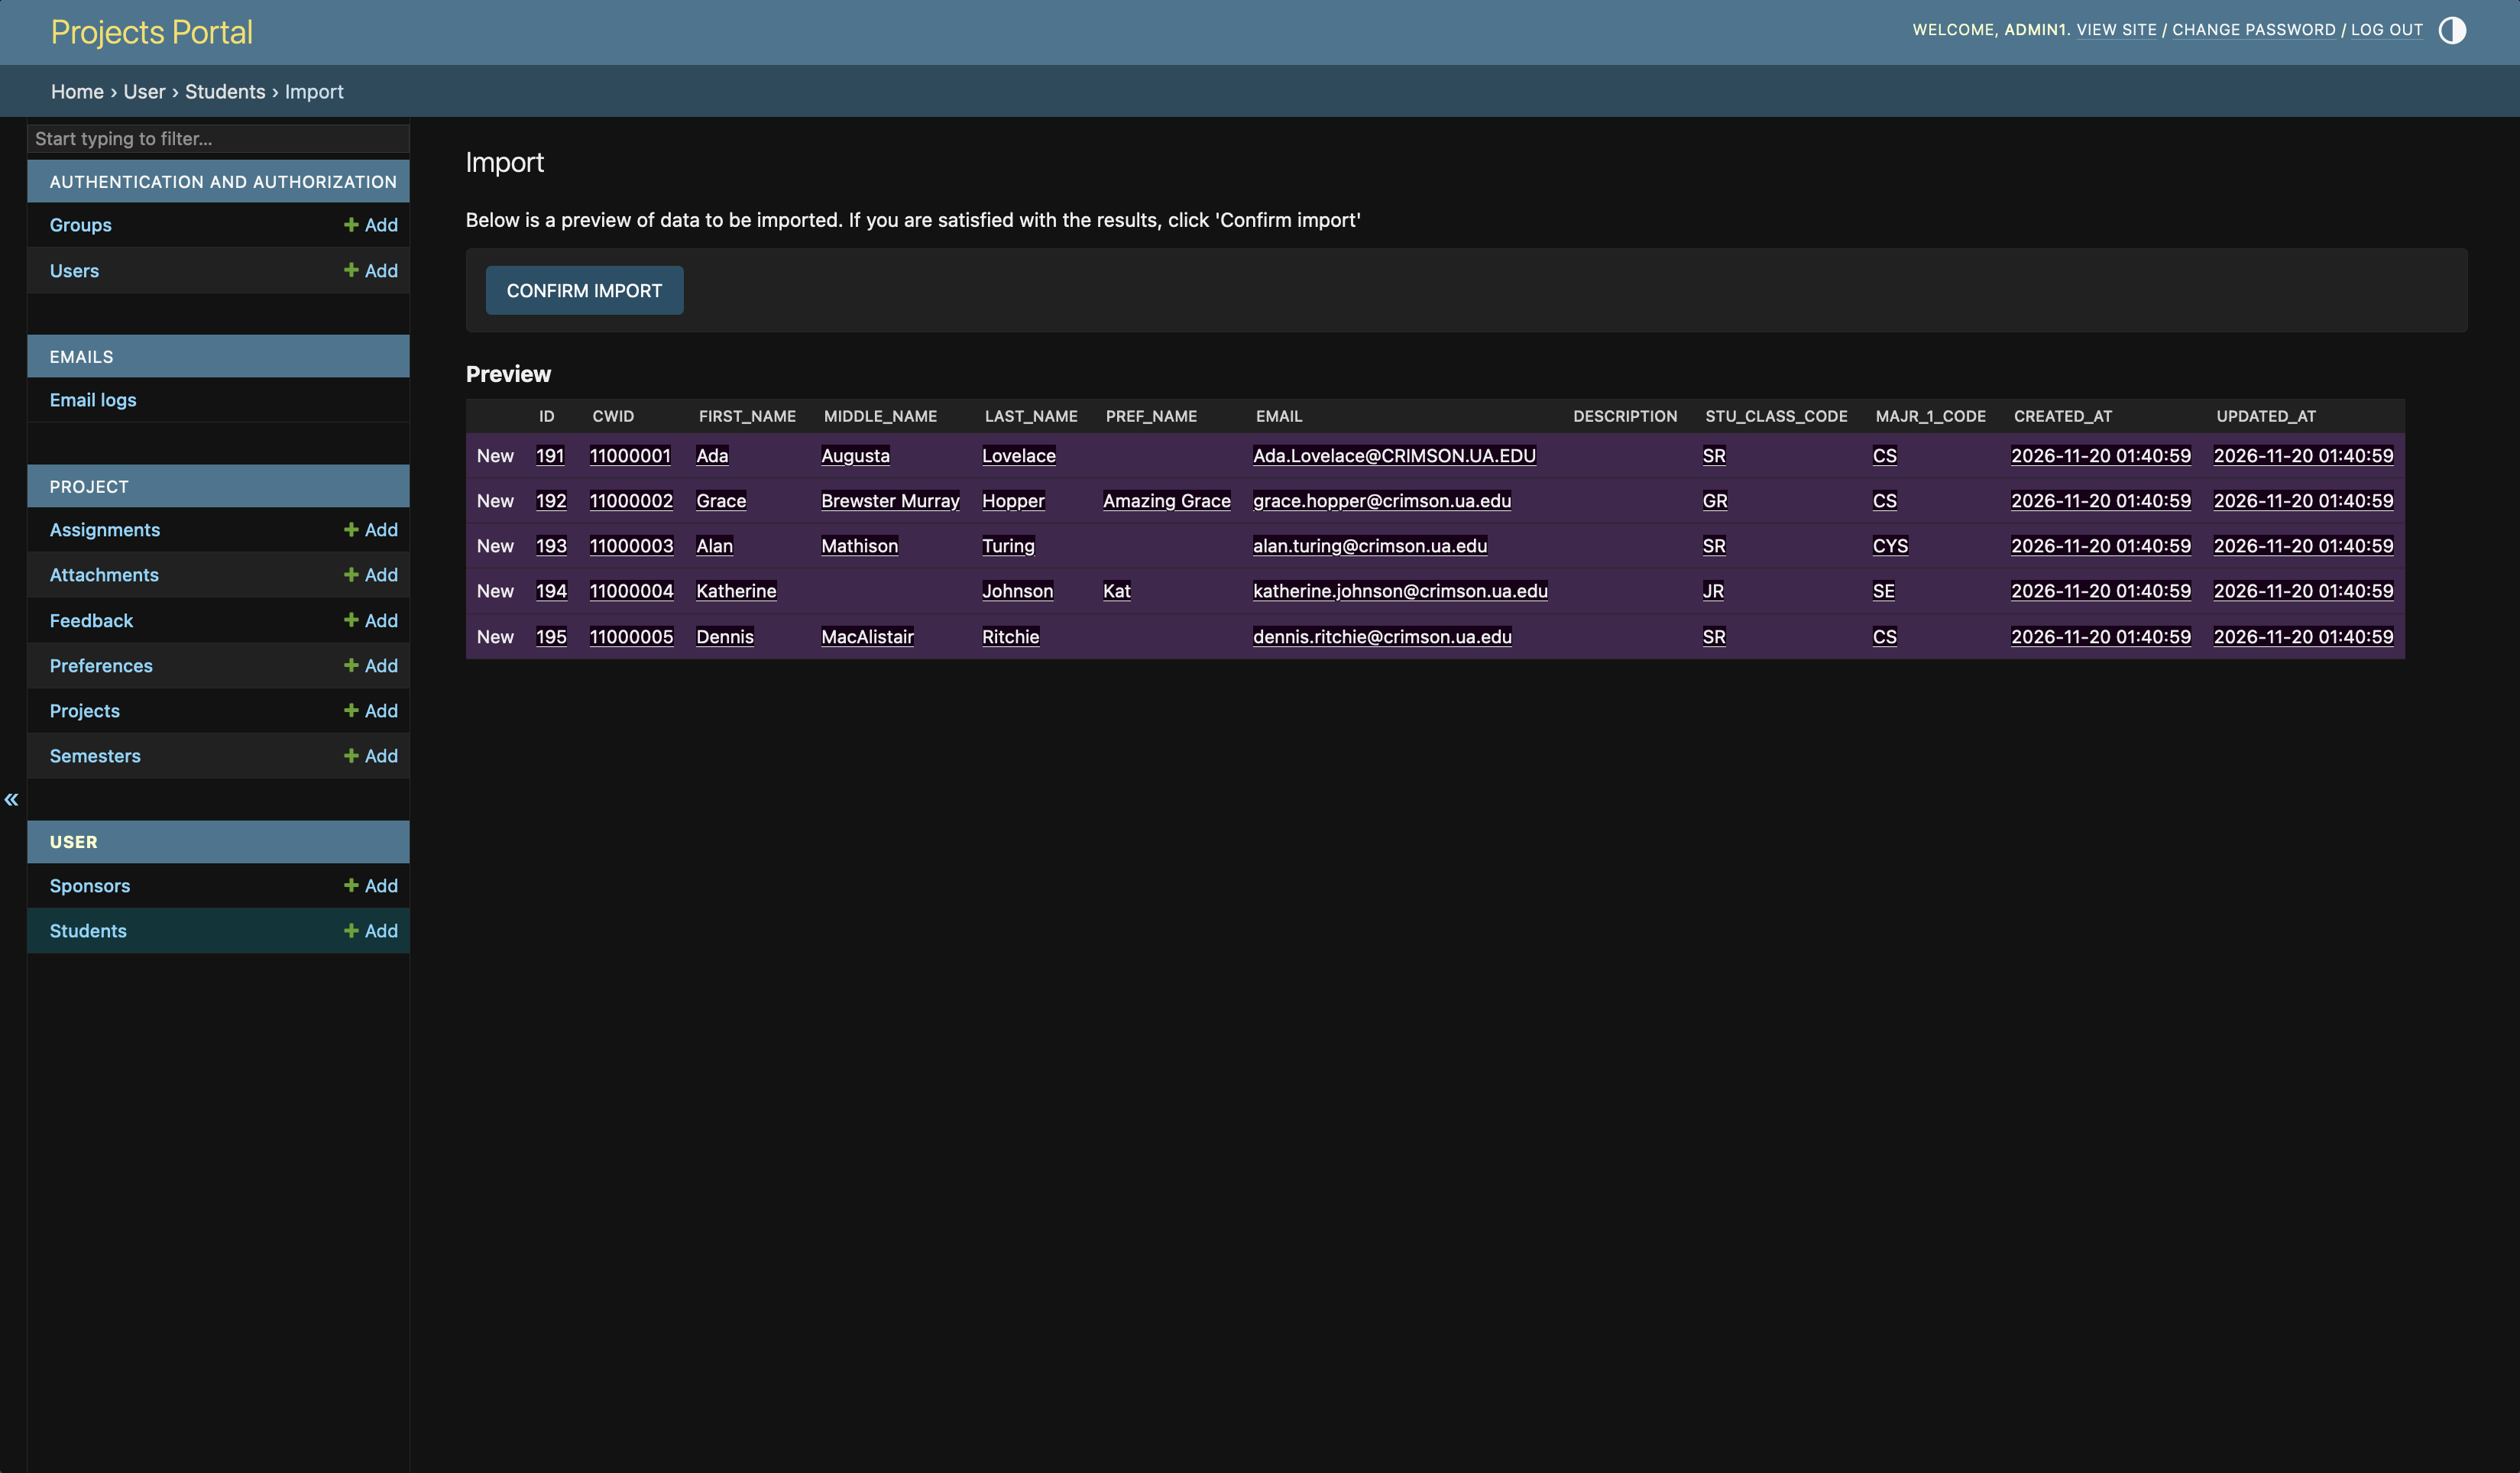 Projects Portal
WELCOME, ADMIN1. VIEW SITE / CHANGE PASSWORD / LOG OUT
Home › User › Students › Import
Start typing to filter...
AUTHENTICATION AND AUTHORIZATION
Groups + Add
Users + Add
EMAILS
Email logs
PROJECT
Assignments + Add
Attachments + Add
Feedback + Add
Preferences + Add
Projects + Add
Semesters + Add
«
USER
Sponsors + Add
Students + Add
Import
Below is a preview of data to be imported. If you are satisfied with the results, click 'Confirm import'
CONFIRM IMPORT
Preview
ID CWID FIRST_NAME MIDDLE_NAME LAST_NAME PREF_NAME EMAIL DESCRIPTION STU_CLASS_CODE MAJR_1_CODE CREATED_AT UPDATED_AT
New 191 11000001 Ada Augusta Lovelace Ada.Lovelace@CRIMSON.UA.EDU SR CS 2026-11-20 01:40:59 2026-11-20 01:40:59
New 192 11000002 Grace Brewster Murray Hopper Amazing Grace grace.hopper@crimson.ua.edu GR CS 2026-11-20 01:40:59 2026-11-20 01:40:59
New 193 11000003 Alan Mathison Turing alan.turing@crimson.ua.edu SR CYS 2026-11-20 01:40:59 2026-11-20 01:40:59
New 194 11000004 Katherine Johnson Kat katherine.johnson@crimson.ua.edu JR SE 2026-11-20 01:40:59 2026-11-20 01:40:59
New 195 11000005 Dennis MacAlistair Ritchie dennis.ritchie@crimson.ua.edu SR CS 2026-11-20 01:40:59 2026-11-20 01:40:59